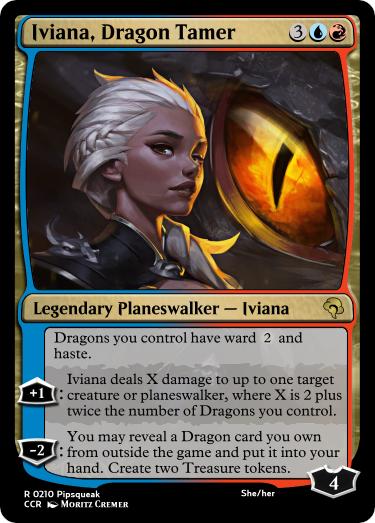 Iviana, Dragon Tamer 3
Legendary Planeswalker — Iviana
Dragons you control have ward 2 and
haste.
+1: Iviana deals X damage to up to one target
creature or planeswalker, where X is 2 plus
twice the number of Dragons you control.
-2: You may reveal a Dragon card you own
from outside the game and put it into your
hand. Create two Treasure tokens.
4
R 0210 Pipsqueak She/her
CCR Moritz Cremer